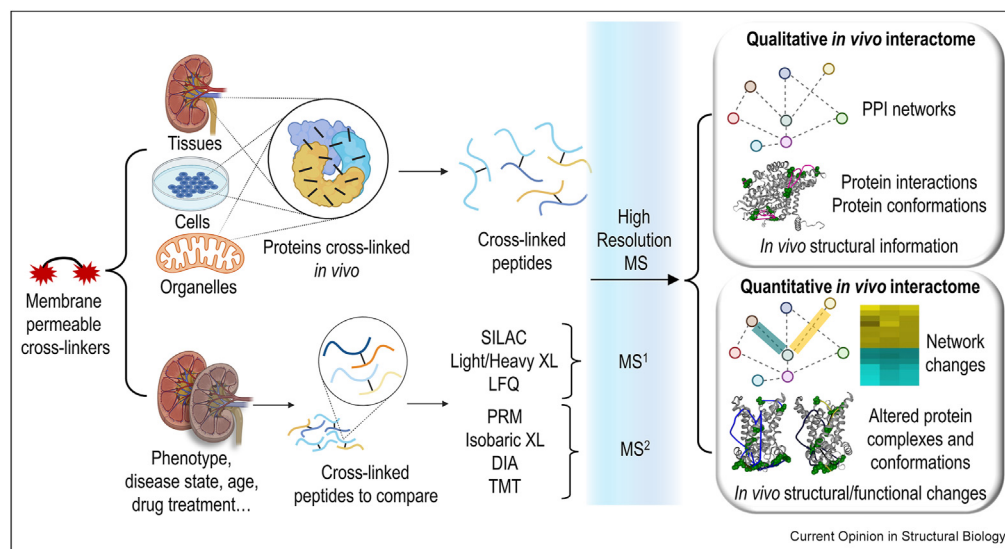 Tissues
Cells
Organelles
Membrane
permeable
cross-linkers
Proteins cross-linked
in vivo
Cross-linked
peptides
High
Resolution
MS
Phenotype,
disease state, age,
drug treatment...
Cross-linked
peptides to compare
SILAC
Light/Heavy XL
LFQ
MS¹
PRM
Isobaric XL
DIA
TMT
MS²
Qualitative in vivo interactome
PPI networks
Protein interactions
Protein conformations
In vivo structural information
Quantitative in vivo interactome
Network
changes
Altered protein
complexes and
conformations
In vivo structural/functional changes
Current Opinion in Structural Biology